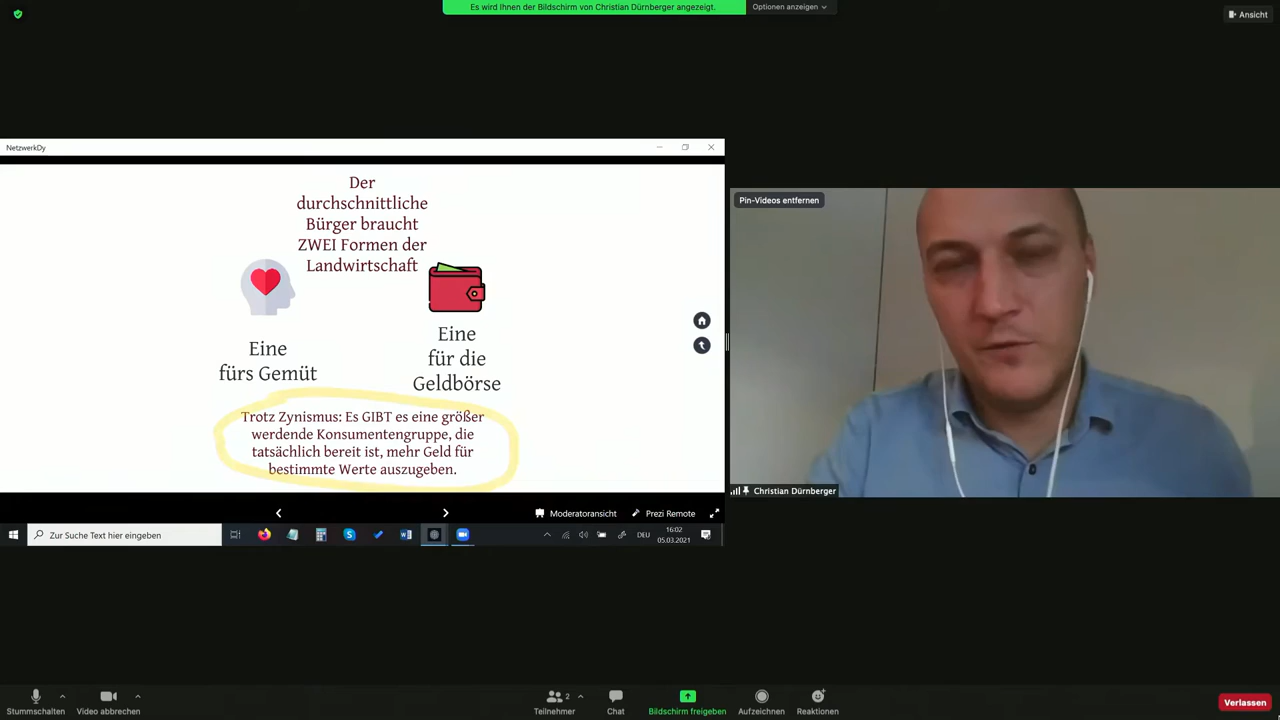 Es wird Ihnen der Bildschirm von Christian Dürnberger angezeigt.
Optionen anzeigen
Ansicht
NetzwerkDy
Der
durchschnittliche
Bürger braucht
ZWEI Formen der
Landwirtschaft
Eine
fürs Gemüt
Eine
für die
Geldbörse
Trotz Zynismus: Es GIBT es eine größer
werdende Konsumentengruppe, die
tatsächlich bereit ist, mehr Geld für
bestimmte Werte auszugeben.
Moderatoransicht
Prezi Remote
Zur Suche Text hier eingeben
DEU
16:02
05.03.2021
Pin-Videos entfernen
Christian Dürnberger
Stummschalten
Video abbrechen
2
Teilnehmer
Chat
Bildschirm freigeben
Aufzeichnen
Reaktionen
Verlassen